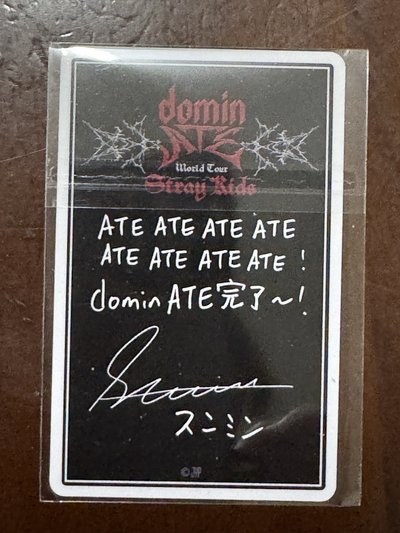 domin
ATE
World Tour
Stray Kids
ATE ATE ATE ATE
ATE ATE ATE ATE !
dominATE完了～!
スンミン